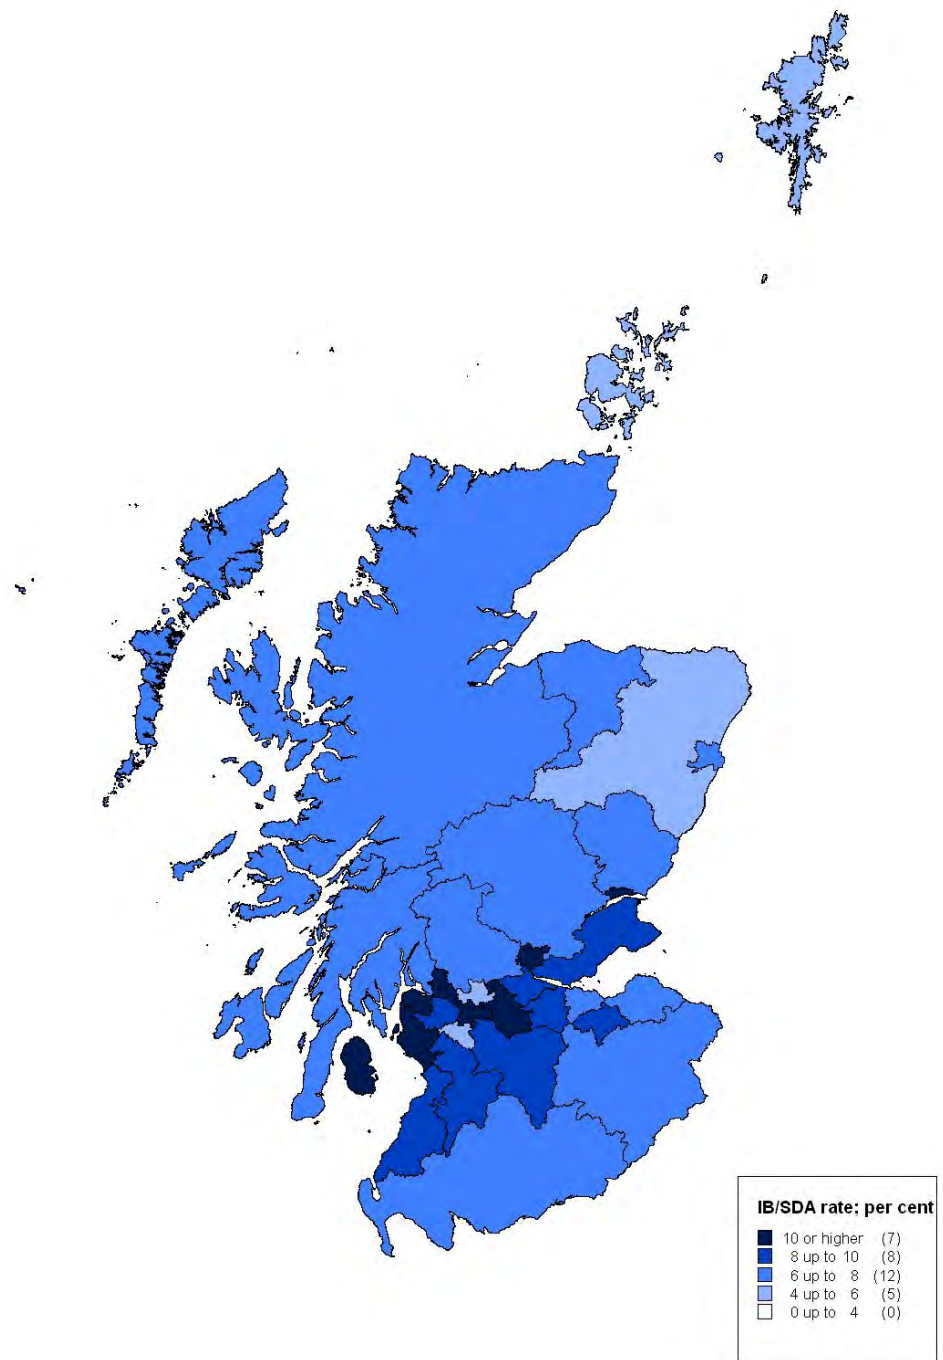 IB/SDA rate; per cent
10 or higher (7)
8 up to 10 (8)
6 up to 8 (12)
4 up to 6 (5)
0 up to 4 (0)